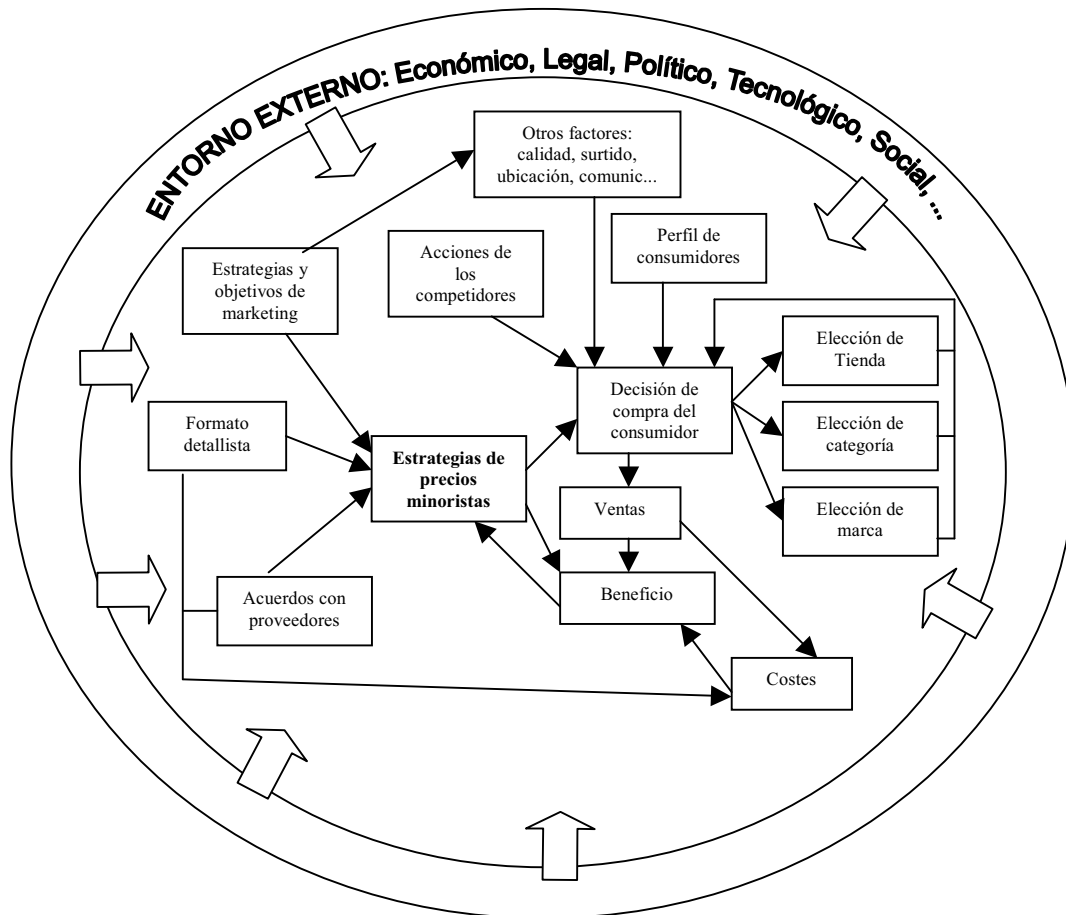 ENTORNO EXTERNO: Económico, Legal, Político, Tecnológico, Social, ...
Otros factores:
calidad, surtido,
ubicación, comunic...
Perfil de
consumidores
Acciones de
los
competidores
Estrategias y
objetivos de
marketing
Elección de
Tienda
Decisión de
compra del
consumidor
Formato
detallista
Elección de
categoría
Estrategias de
precios
minoristas
Ventas
Elección de
marca
Beneficio
Acuerdos con
proveedores
Costes